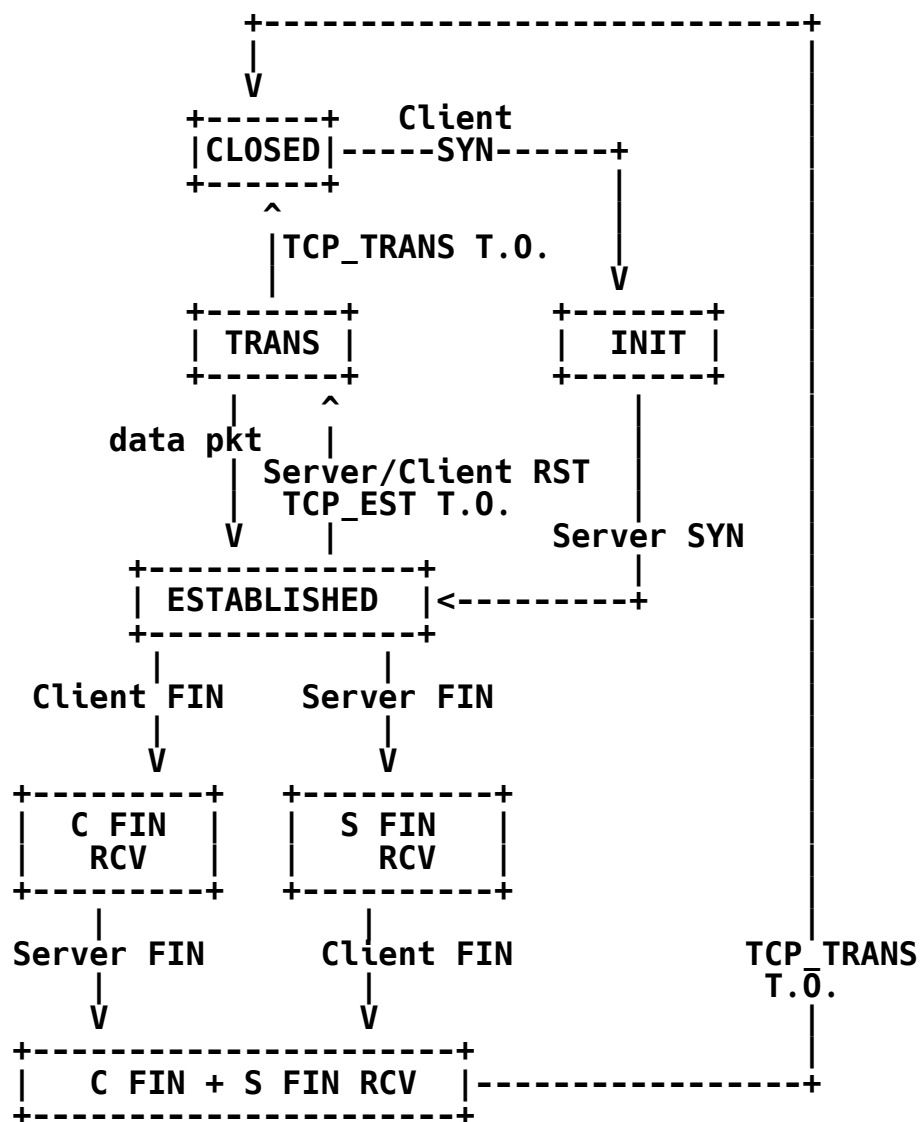 Client
CLOSED
SYN
TCP_TRANS T.O.
TRANS
INIT
data pkt
Server/Client RST
TCP_EST T.O.
Server SYN
ESTABLISHED
Client FIN
Server FIN
C FIN
RCV
S FIN
RCV
Server FIN
Client FIN
TCP_TRANS
T.O.
C FIN + S FIN RCV